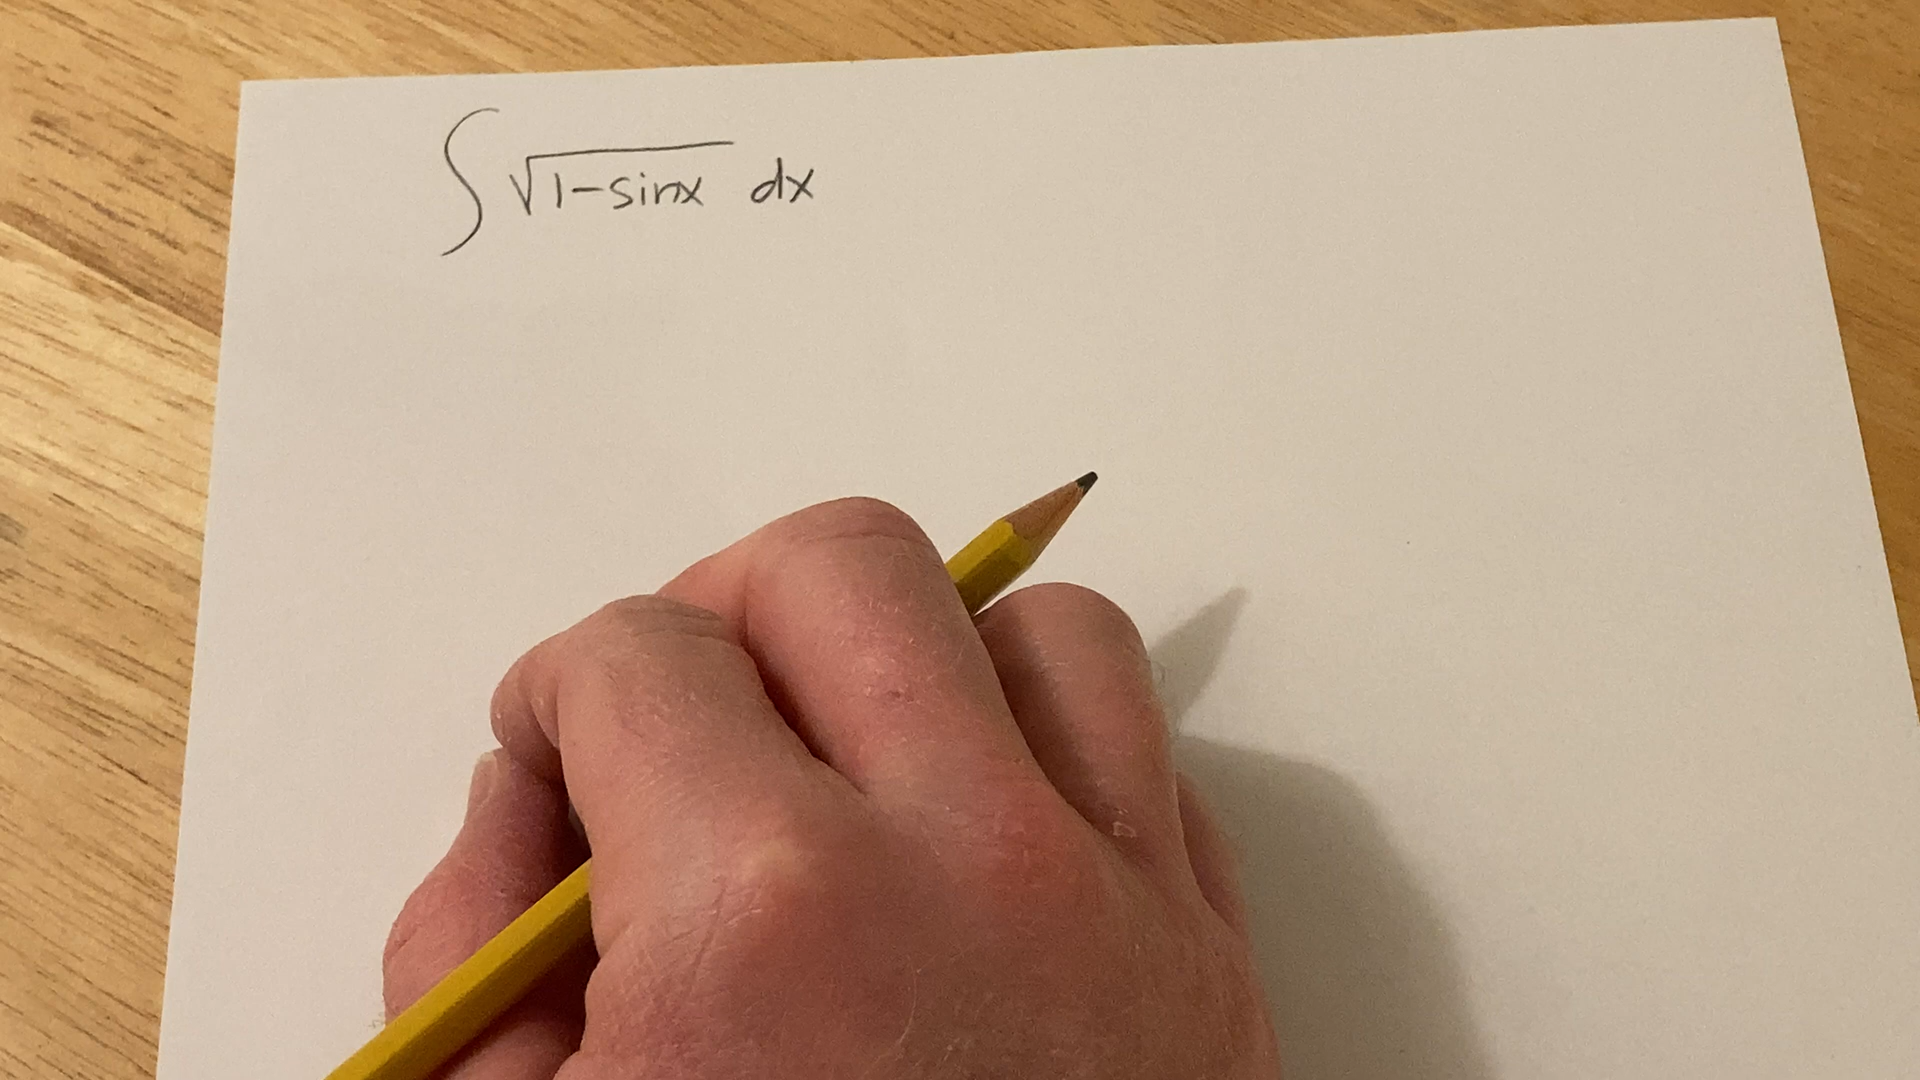 ∫ √(1-sinx) dx